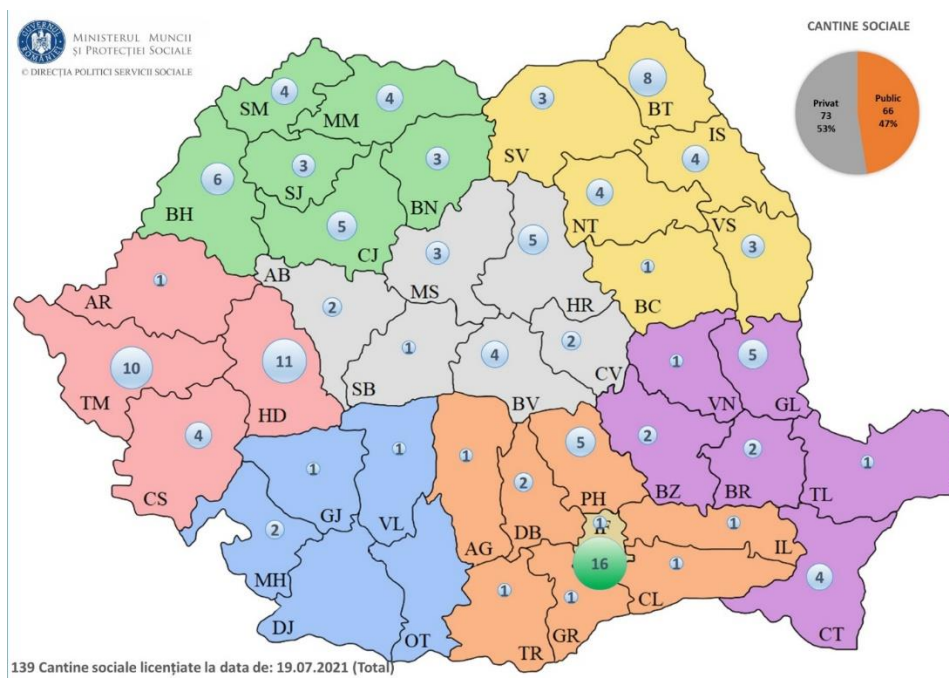 MINISTERUL MUNCII
ȘI PROTECȚIEI SOCIALE
© DIRECȚIA POLITICI SERVICII SOCIALE
CANTINE SOCIALE
Privat
73
53%
Public
66
47%
4
SM
4
MM
3
SV
8
BT
IS
4
6
BH
3
SJ
3
BN
5
CJ
4
NT
VS
3
1
BC
3
MS
5
HR
AB
2
1
AR
10
TM
11
HD
1
SB
4
BV
2
CV
1
VN
5
GL
4
CS
1
GJ
1
VL
1
AG
2
DB
5
PH
2
BZ
2
BR
1
TL
2
MH
1
IF
16
1
IL
1
CL
4
CT
DJ
OT
1
TR
1
GR
139 Cantine sociale licențiate la data de: 19.07.2021 (Total)